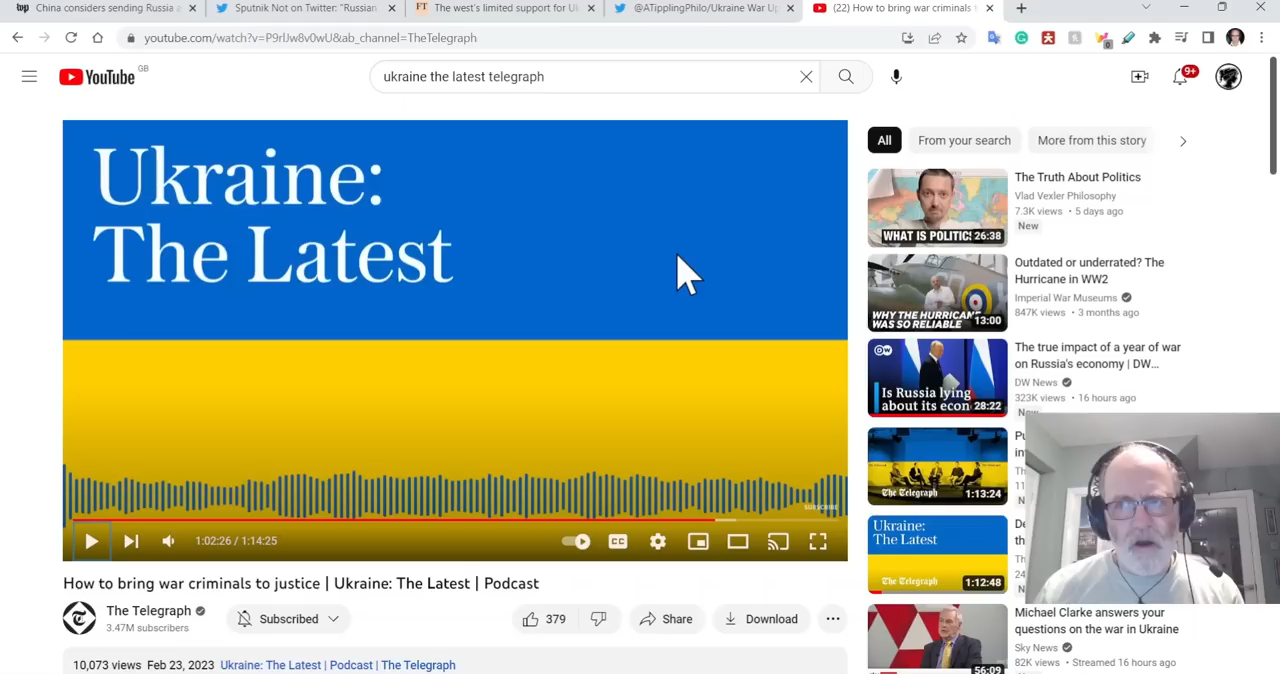 China considers sending Russia a
Sputnik Not on Twitter: "Russian
FT
The west's limited support for Uk
@ATipplingPhilo/Ukraine War Up
(22) How to bring war criminals t
youtube.com/watch?v=P9rIJw8v0wU&ab_channel=TheTelegraph
YouTube GB
ukraine the latest telegraph
9+
Ukraine:
The Latest
SUBSCRIBE
1:02:26 / 1:14:25
CC
How to bring war criminals to justice | Ukraine: The Latest | Podcast
The Telegraph
3.47M subscribers
Subscribed
379
Share
Download
10,073 views Feb 23, 2023 Ukraine: The Latest | Podcast | The Telegraph
All
From your search
More from this story
WHAT IS POLITIC
26:38
The Truth About Politics
Vlad Vexler Philosophy
7.3K views • 5 days ago
New
WHY THE HURRICANE
WAS SO RELIABLE
13:00
Outdated or underrated? The
Hurricane in WW2
Imperial War Museums
847K views • 3 months ago
DW
Is Russia lying
about its econ
28:22
The true impact of a year of war
on Russia's economy | DW...
DW News
323K views • 16 hours ago
The Telegraph
1:13:24
Ukraine:
The Latest
The Telegraph
1:12:48
56:09
Michael Clarke answers your
questions on the war in Ukraine
Sky News
82K views • Streamed 16 hours ago